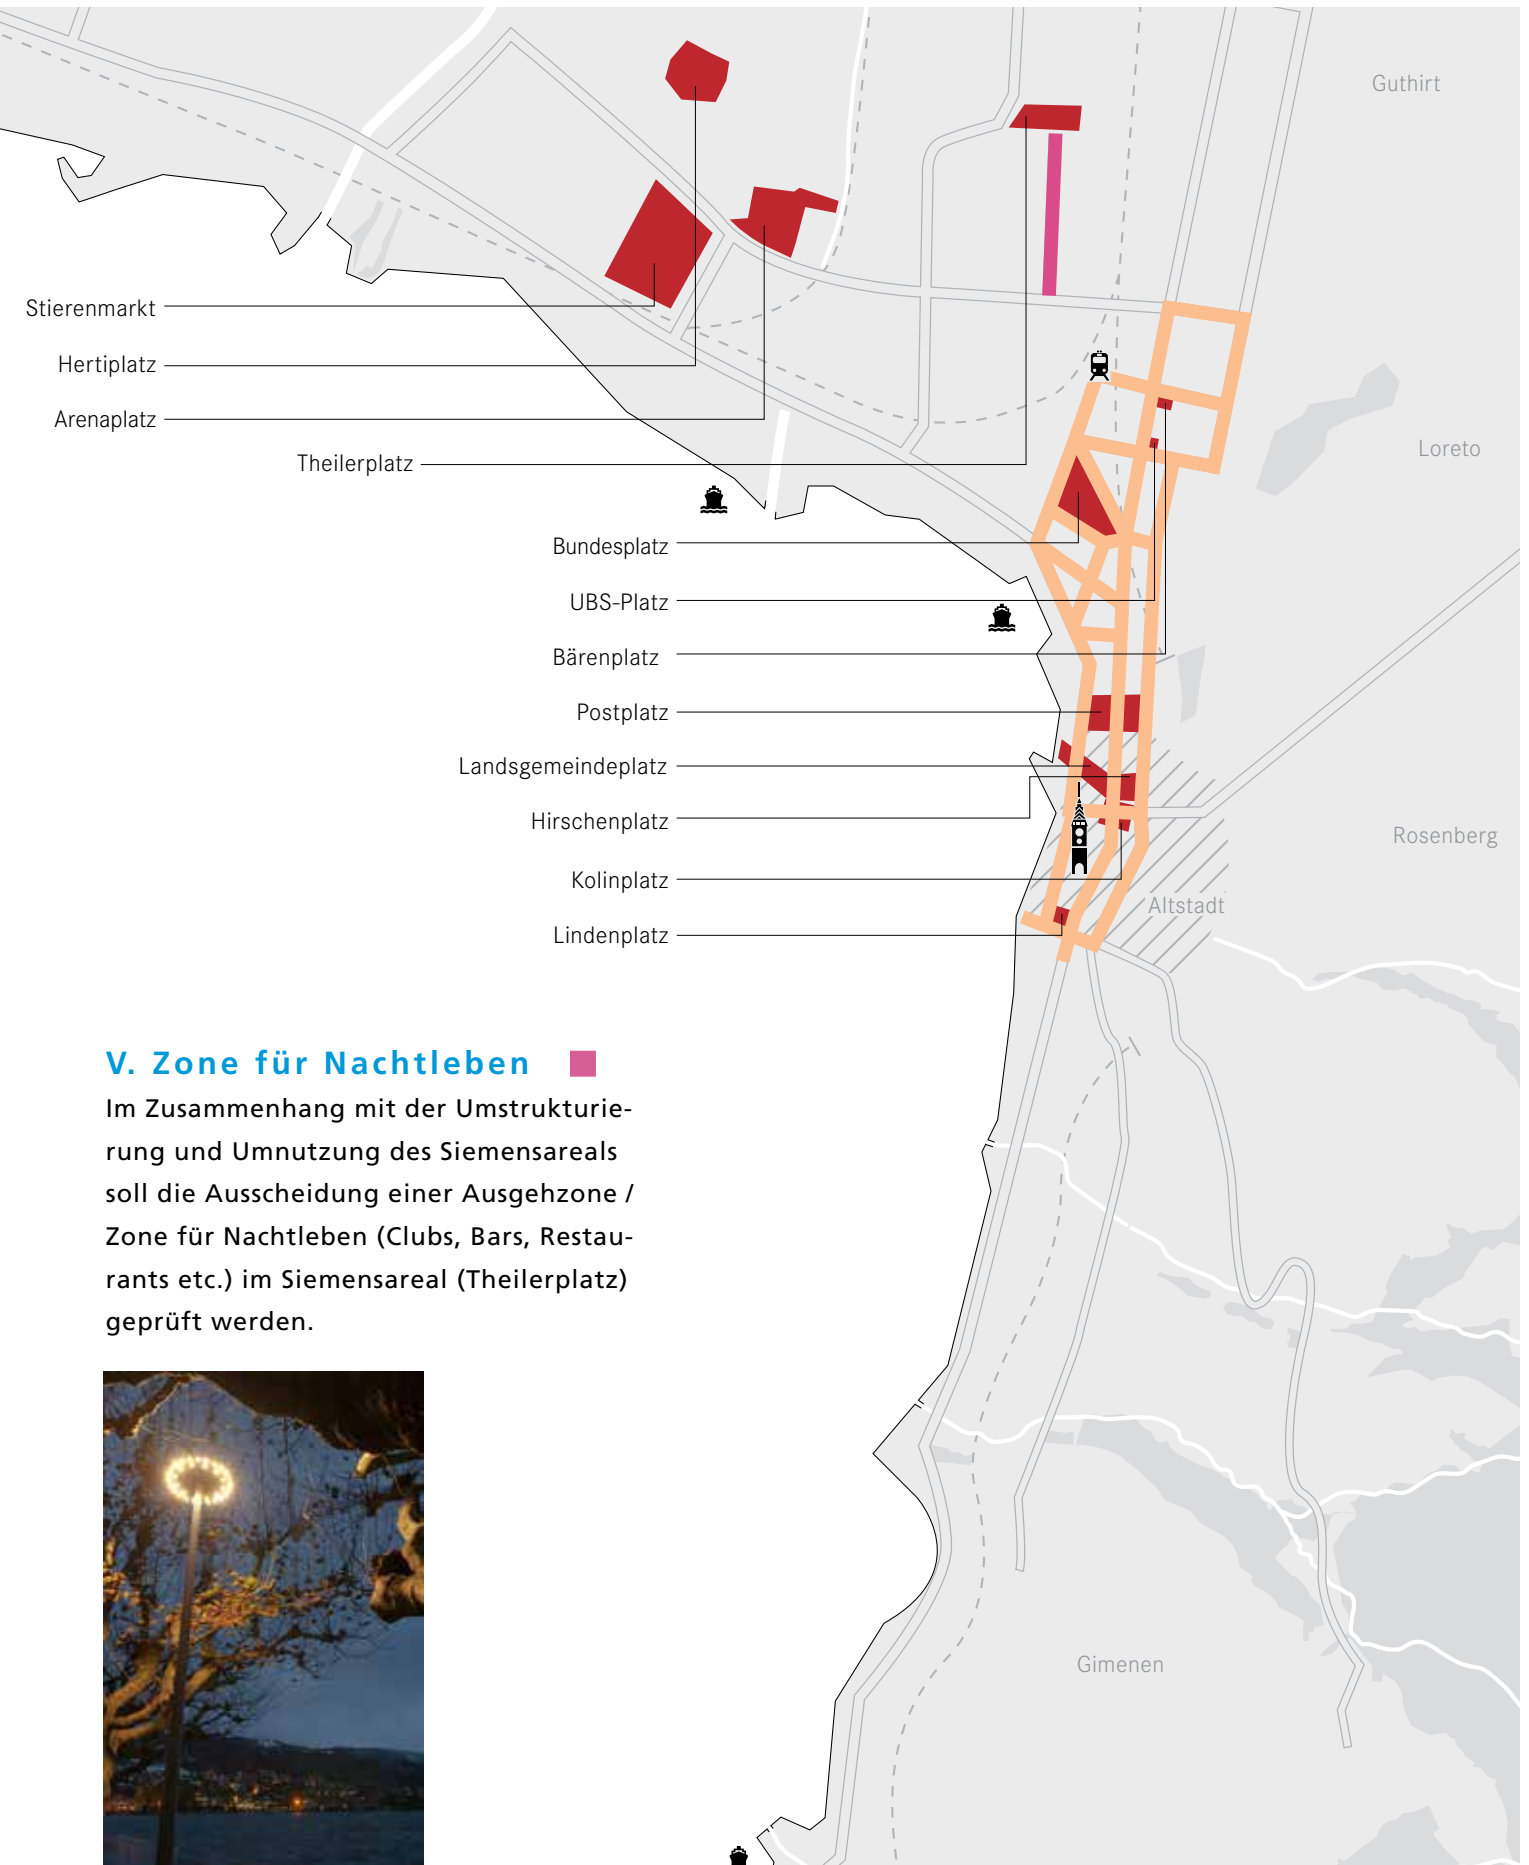 Guthirt
Stierenmarkt
Hertiplatz
Arenaplatz
Loreto
Theilerplatz
Bundesplatz
UBS-Platz
Bärenplatz
Postplatz
Landsgemeindeplatz
Hirschenplatz
Rosenberg
Kolinplatz
Altstadt
Lindenplatz
V. Zone für Nachtleben
Im Zusammenhang mit der Umstrukturie-
rung und Umnutzung des Siemensareals
soll die Ausscheidung einer Ausgehzone /
Zone für Nachtleben (Clubs, Bars, Restau-
rants etc.) im Siemensareal (Theilerplatz)
geprüft werden.
Gimenen